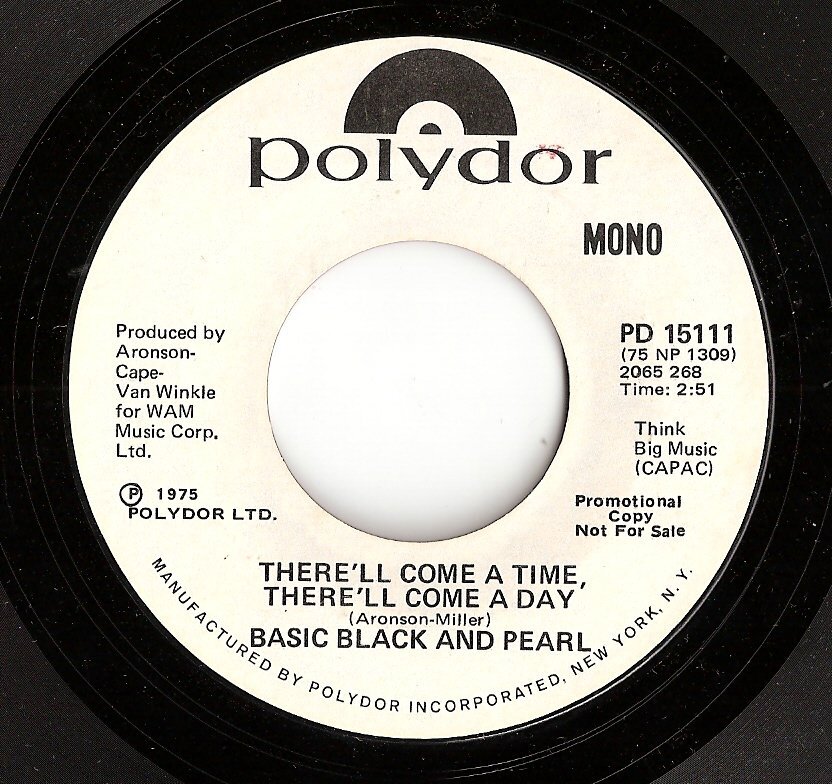 polydor
MONO
Produced by
Aronson-
Cape-
Van Winkle
for WAM
Music Corp.
Ltd.
Ⓟ 1975
POLYDOR LTD.
PD 15111
(75 NP 1309)
2065 268
Time: 2:51
Think
Big Music
(CAPAC)
Promotional
Copy
Not For Sale
THERE'LL COME A TIME,
THERE'LL COME A DAY
(Aronson-Miller)
BASIC BLACK AND PEARL
MANUFACTURED BY POLYDOR INCORPORATED, NEW YORK, N. Y.